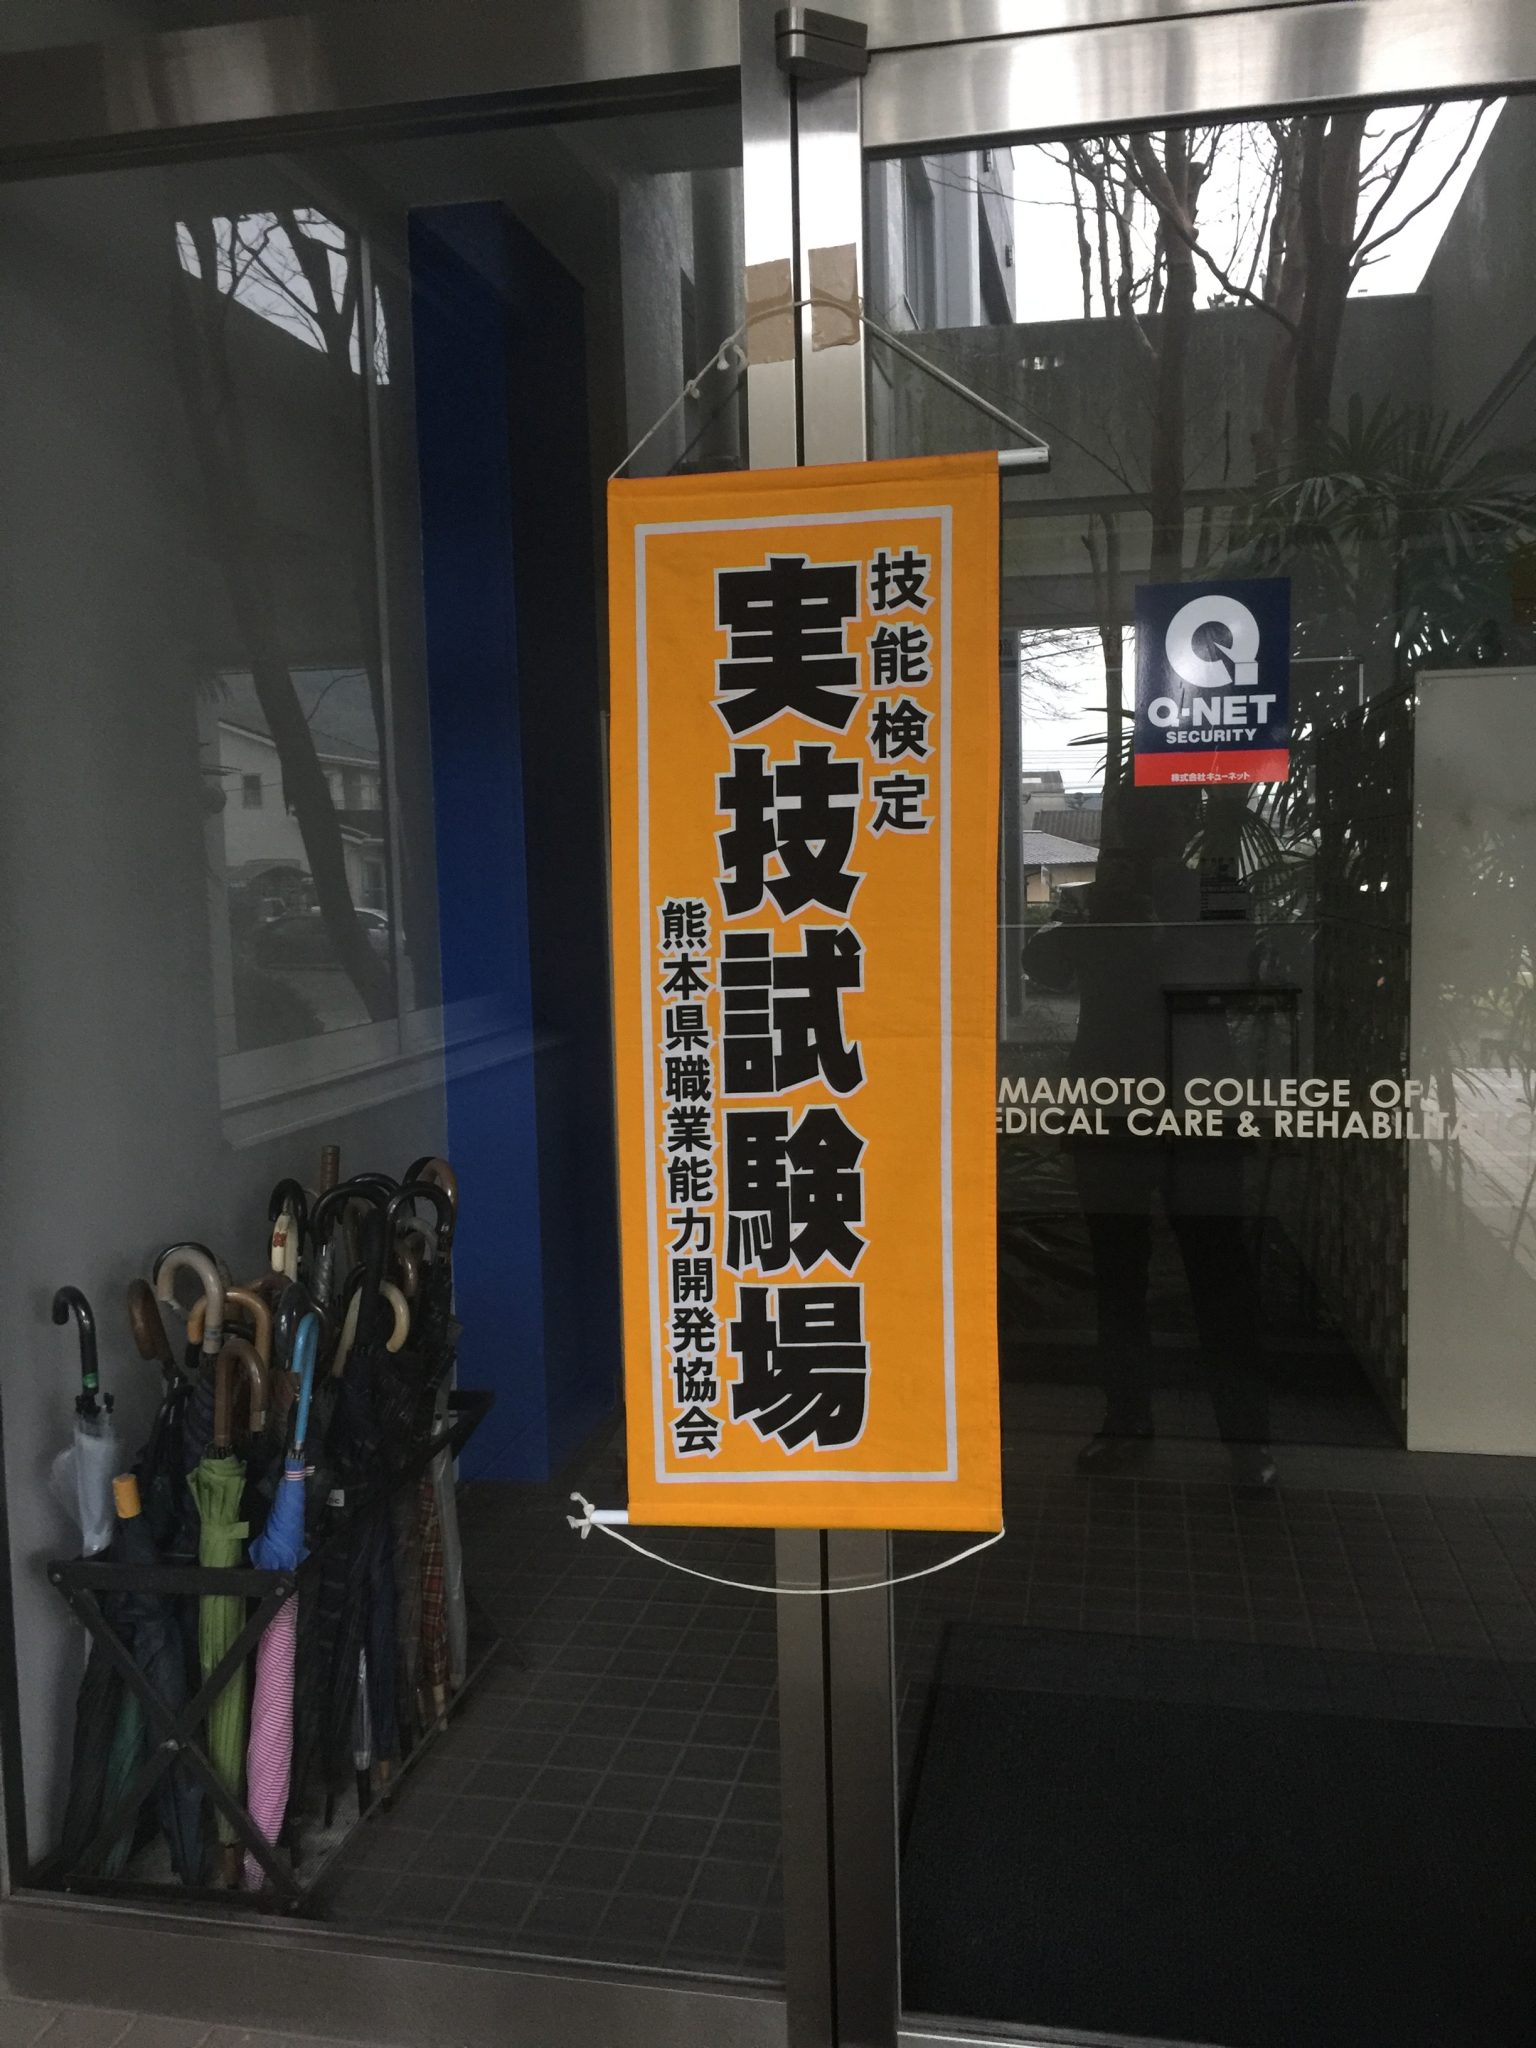 技能検定
実技試験場
熊本県職業能力開発協会
Q-NET
SECURITY
株式会社キューネット
MAMOTO COLLEGE OF
EDICAL CARE & REHABILITATIO